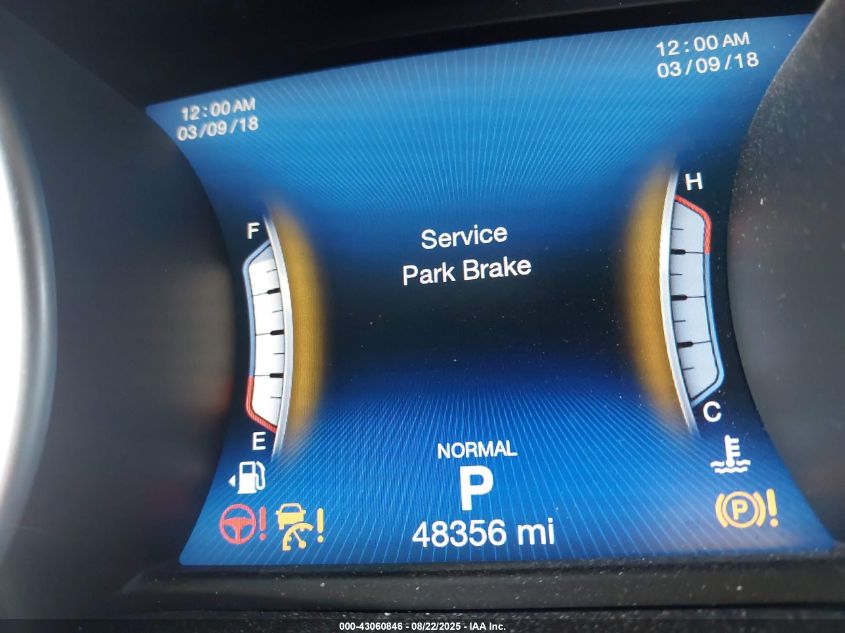 12:00 AM
03/09/18
12:00 AM
03/09/18
F
H
Service
Park Brake
E
C
NORMAL
P
48356 mi
! ! P !
000-43060846 - 08/22/2025 - IAA Inc.